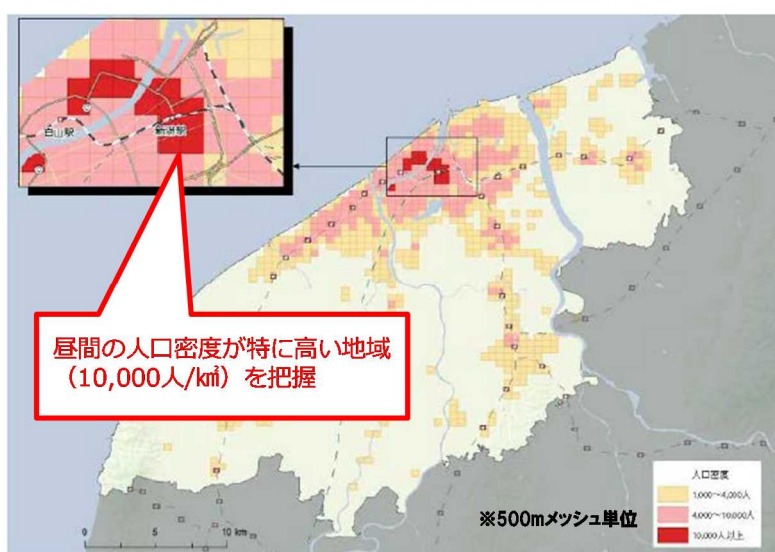 白山駅
新潟駅
昼間の人口密度が特に高い地域
(10,000人/㎢)を把握
※500mメッシュ単位
人口密度
1,000~4,000人
4,000~10,000人
10,000人以上
0 5 10 km